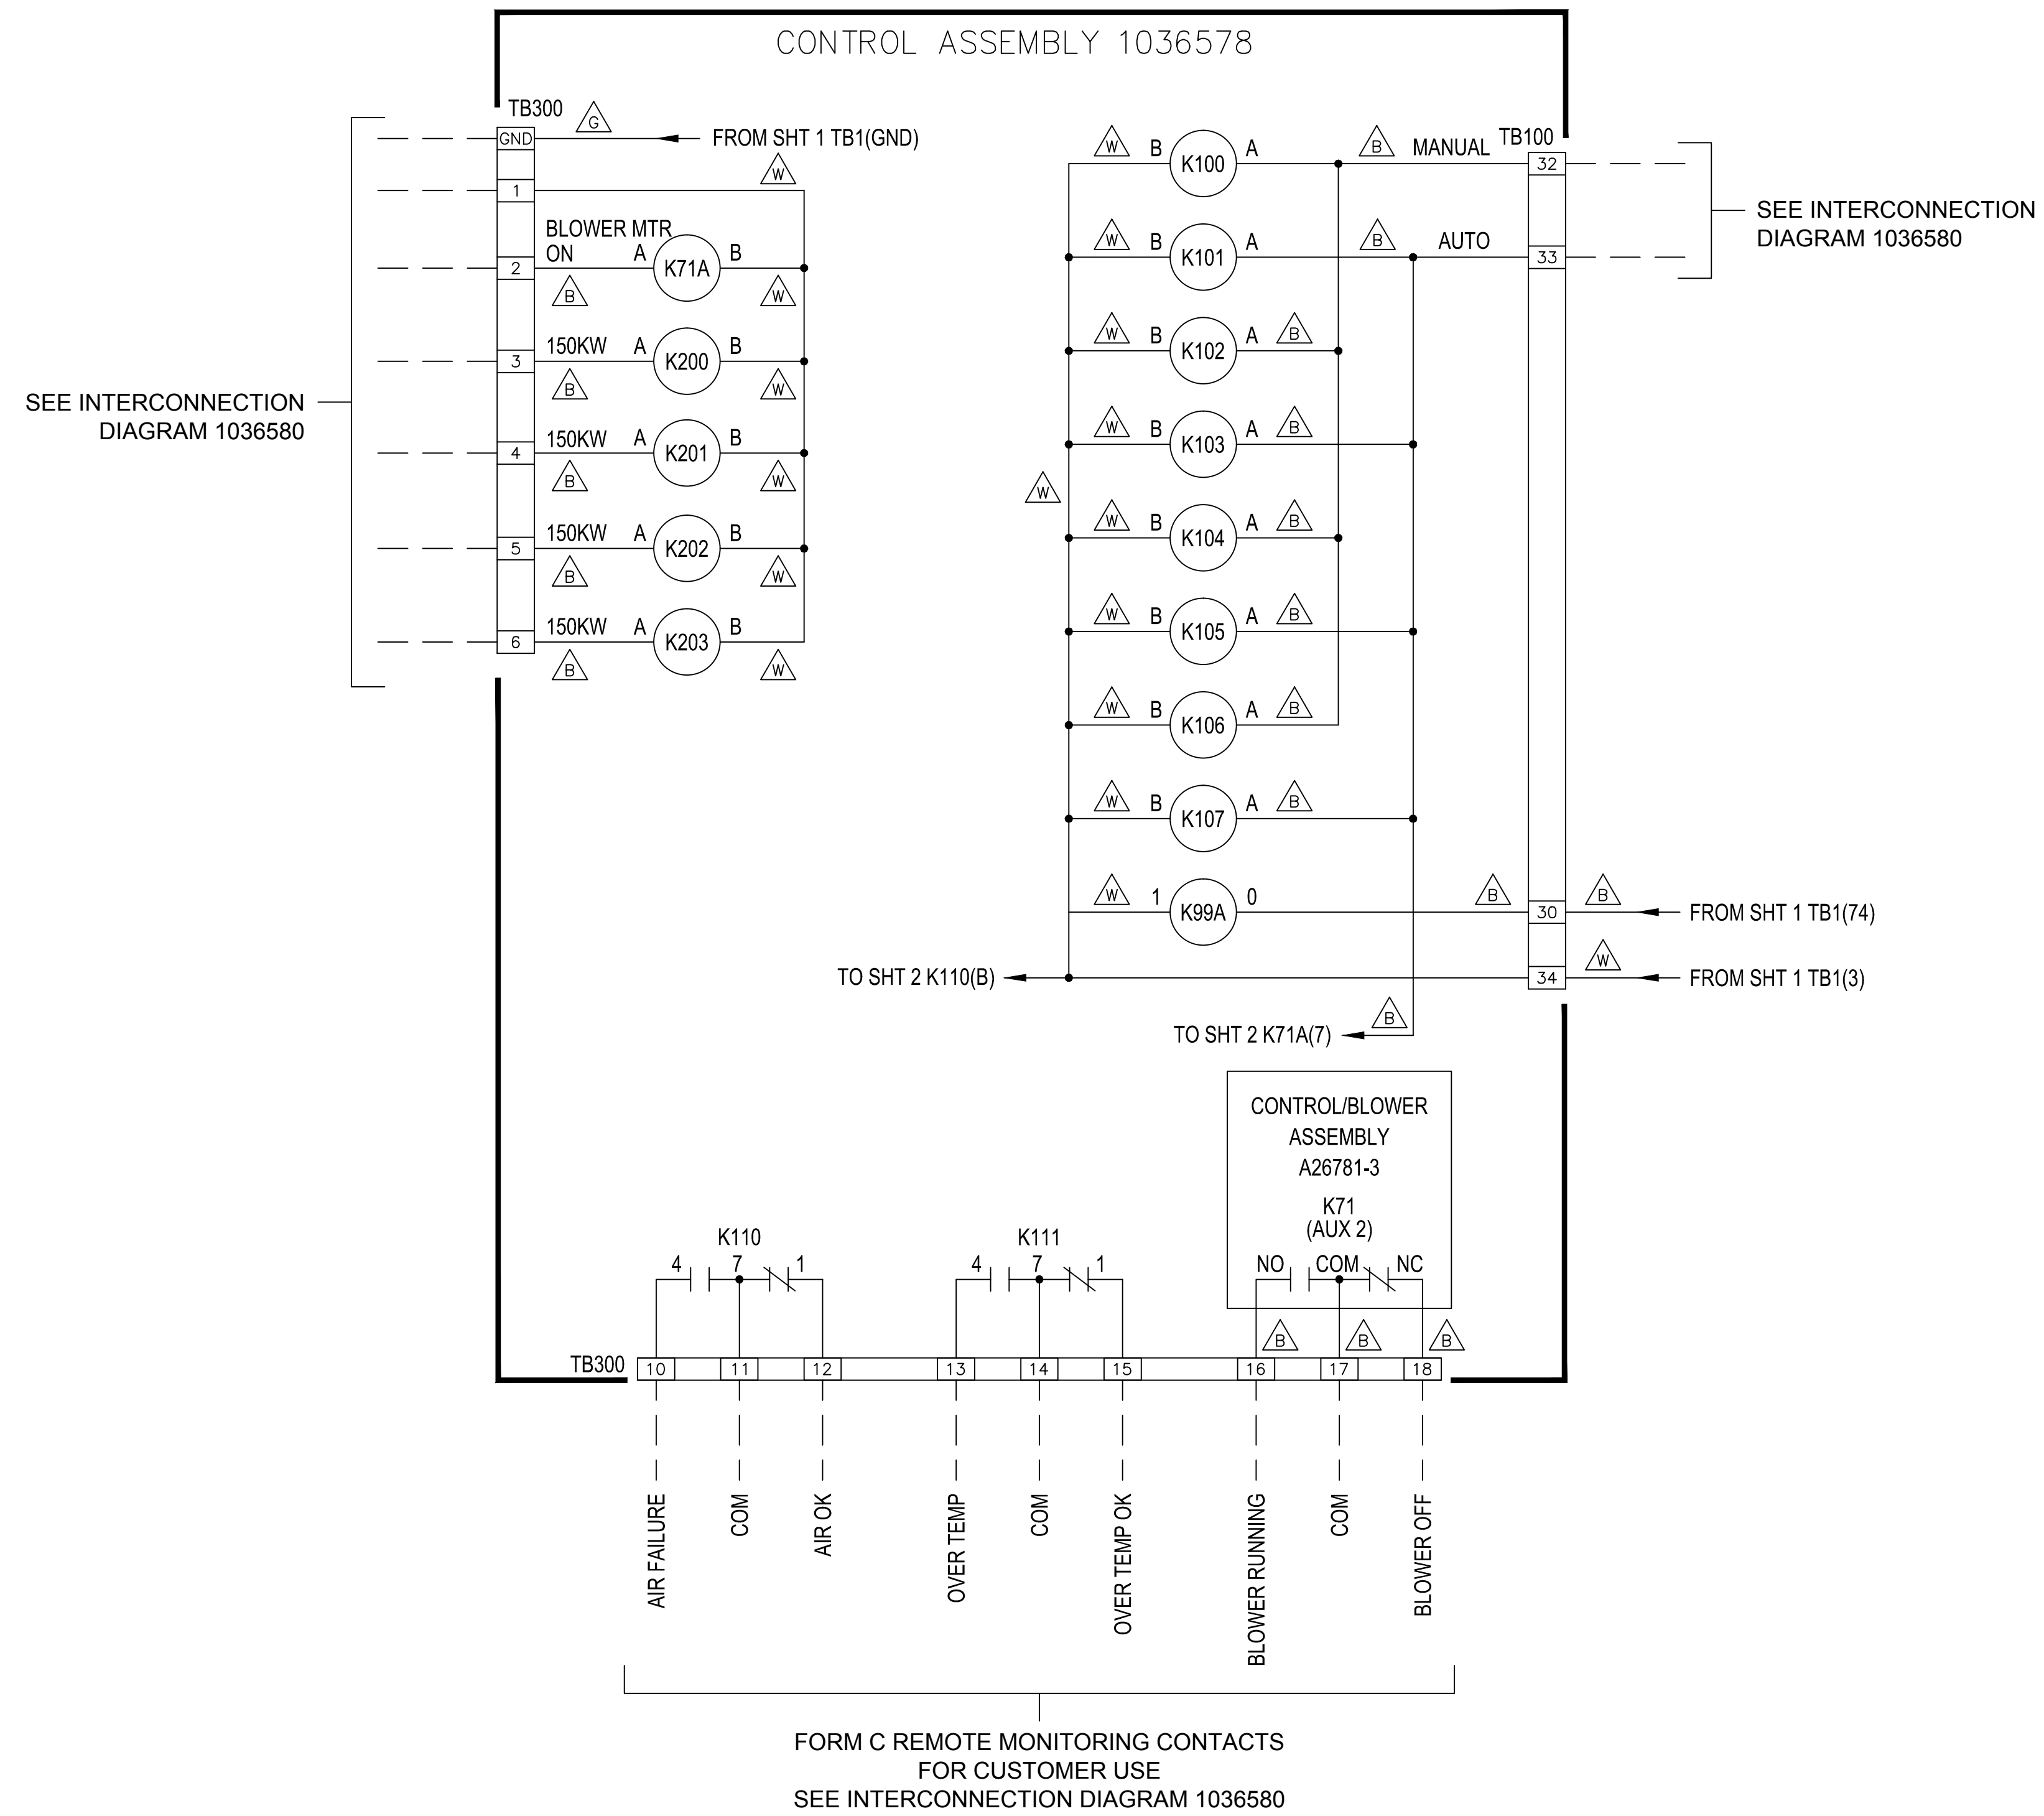 CONTROL ASSEMBLY 1036578
TB300
G
GND
FROM SHT 1 TB1(GND)
W
1
BLOWER MTR
ON
2
A
K71A
B
B
W
150KW
3
A
K200
B
B
W
150KW
4
A
K201
B
B
W
150KW
5
A
K202
B
B
W
150KW
6
A
K203
B
B
W
SEE INTERCONNECTION
DIAGRAM 1036580
TB100
W
B
K100
A
B
MANUAL
32
W
B
K101
A
B
AUTO
33
SEE INTERCONNECTION
DIAGRAM 1036580
W
B
K102
A
B
W
B
K103
A
B
W
W
B
K104
A
B
W
B
K105
A
B
W
B
K106
A
B
W
B
K107
A
B
W
1
K99A
0
B
30
B
FROM SHT 1 TB1(74)
TO SHT 2 K110(B)
34
W
FROM SHT 1 TB1(3)
TO SHT 2 K71A(7)
B
CONTROL/BLOWER
ASSEMBLY
A26781-3
K71
(AUX 2)
NO COM NC
K110
4 7 1
K111
4 7 1
B B B
TB300
10 11 12 13 14 15 16 17 18
AIR FAILURE
COM
AIR OK
OVER TEMP
COM
OVER TEMP OK
BLOWER RUNNING
COM
BLOWER OFF
FORM C REMOTE MONITORING CONTACTS
FOR CUSTOMER USE
SEE INTERCONNECTION DIAGRAM 1036580